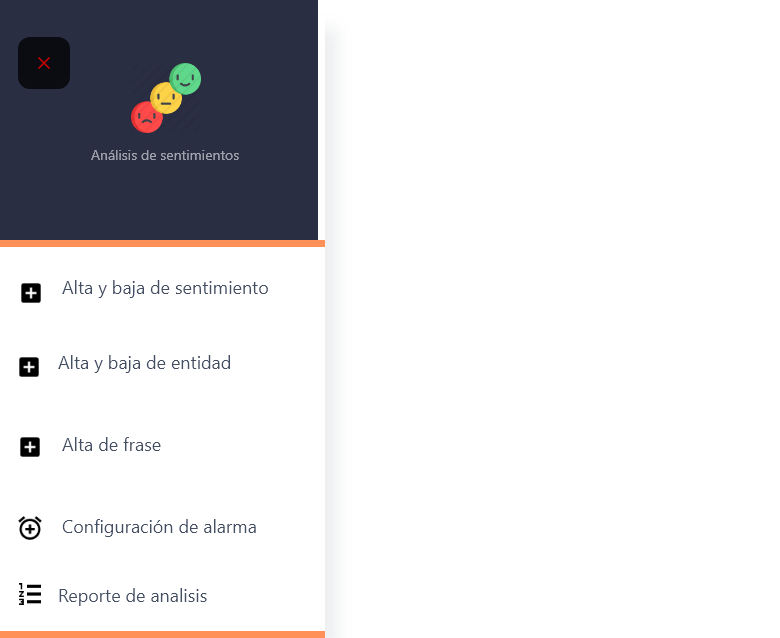 Análisis de sentimientos
Alta y baja de sentimiento
Alta y baja de entidad
Alta de frase
Configuración de alarma
Reporte de analisis